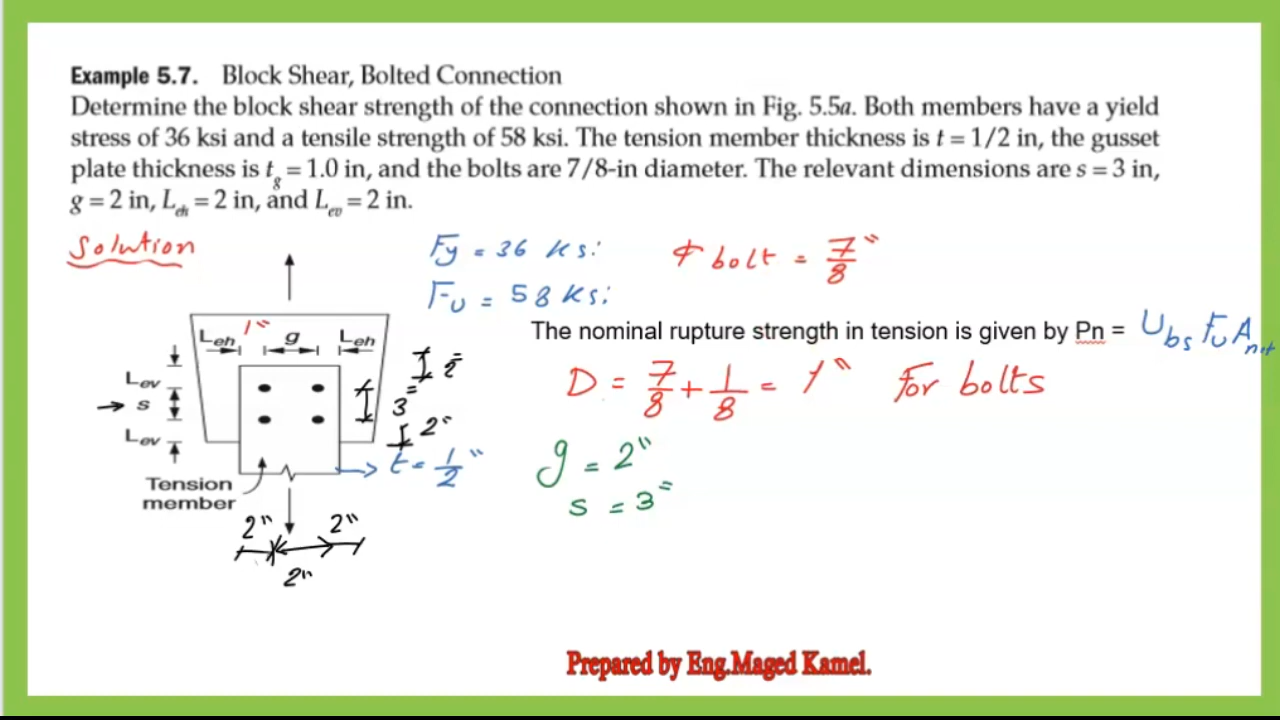 Example 5.7. Block Shear, Bolted Connection
Determine the block shear strength of the connection shown in Fig. 5.5a. Both members have a yield
stress of 36 ksi and a tensile strength of 58 ksi. The tension member thickness is t = 1/2 in, the gusset
plate thickness is tg = 1.0 in, and the bolts are 7/8-in diameter. The relevant dimensions are s = 3 in,
g = 2 in, Leh = 2 in, and Lev = 2 in.
Solution
Fy = 36 ksi
ϕ bolt = 7/8"
Fu = 58 ksi
The nominal rupture strength in tension is given by Pn = Ubs Fu Anet
1"
Leh g Leh
D = 7/8 + 1/8 = 1" For bolts
Lev
s
Lev
2"
3"
2"
t = 1/2"
g = 2"
s = 3"
Tension
member
2" 2"
2"
Prepared by Eng.Maged Kamel.